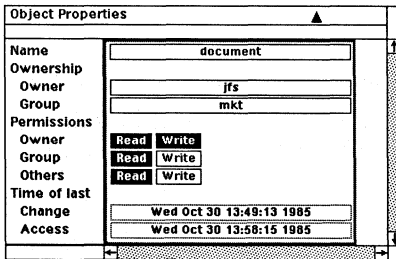 Object Properties
Name document
Ownership
Owner jfs
Group mkt
Permissions
Owner Read Write
Group Read Write
Others Read Write
Time of last
Change Wed Oct 30 13:49:13 1985
Access Wed Oct 30 13:58:15 1985